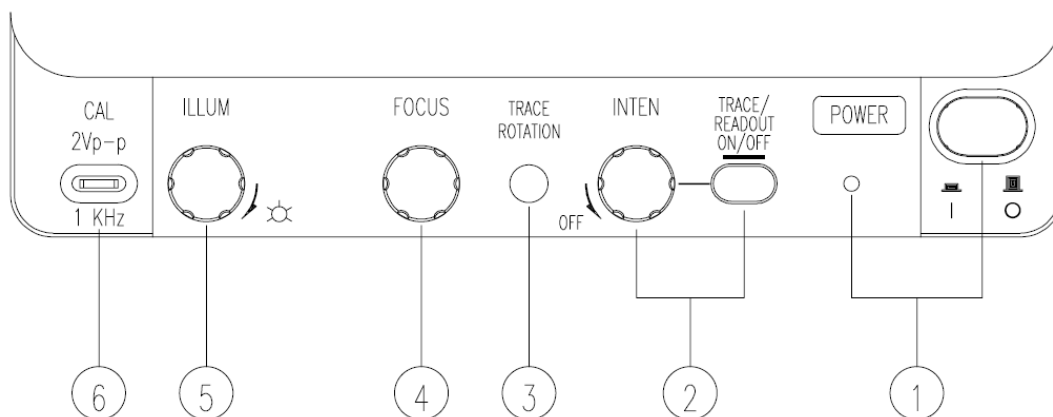 CAL
2Vp-p
1 KHz
ILLUM
FOCUS
TRACE
ROTATION
INTEN
OFF
TRACE/
READOUT
ON/OFF
POWER
I
O
6
5
4
3
2
1